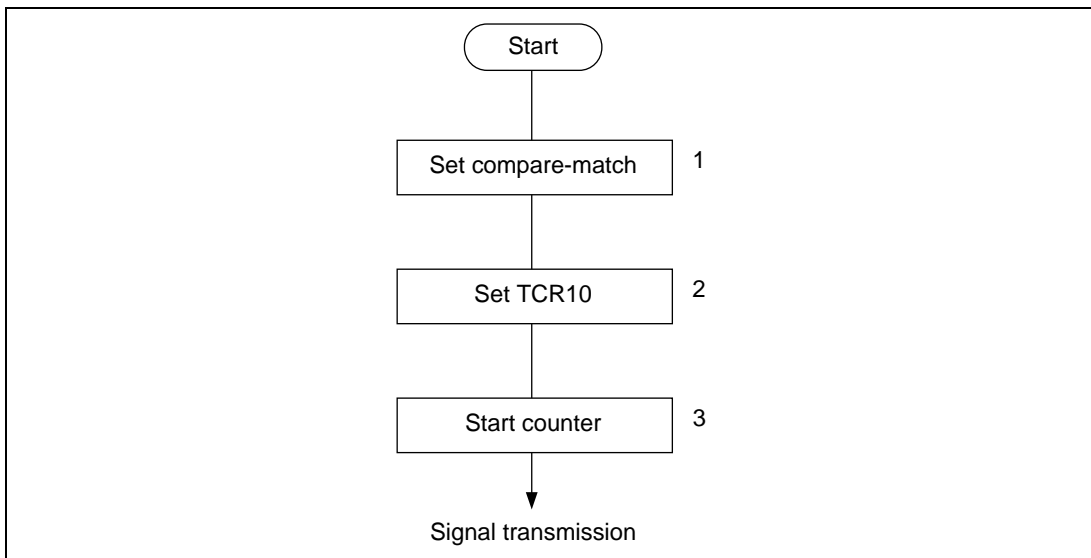 Start
Set compare-match 1
Set TCR10 2
Start counter 3
Signal transmission